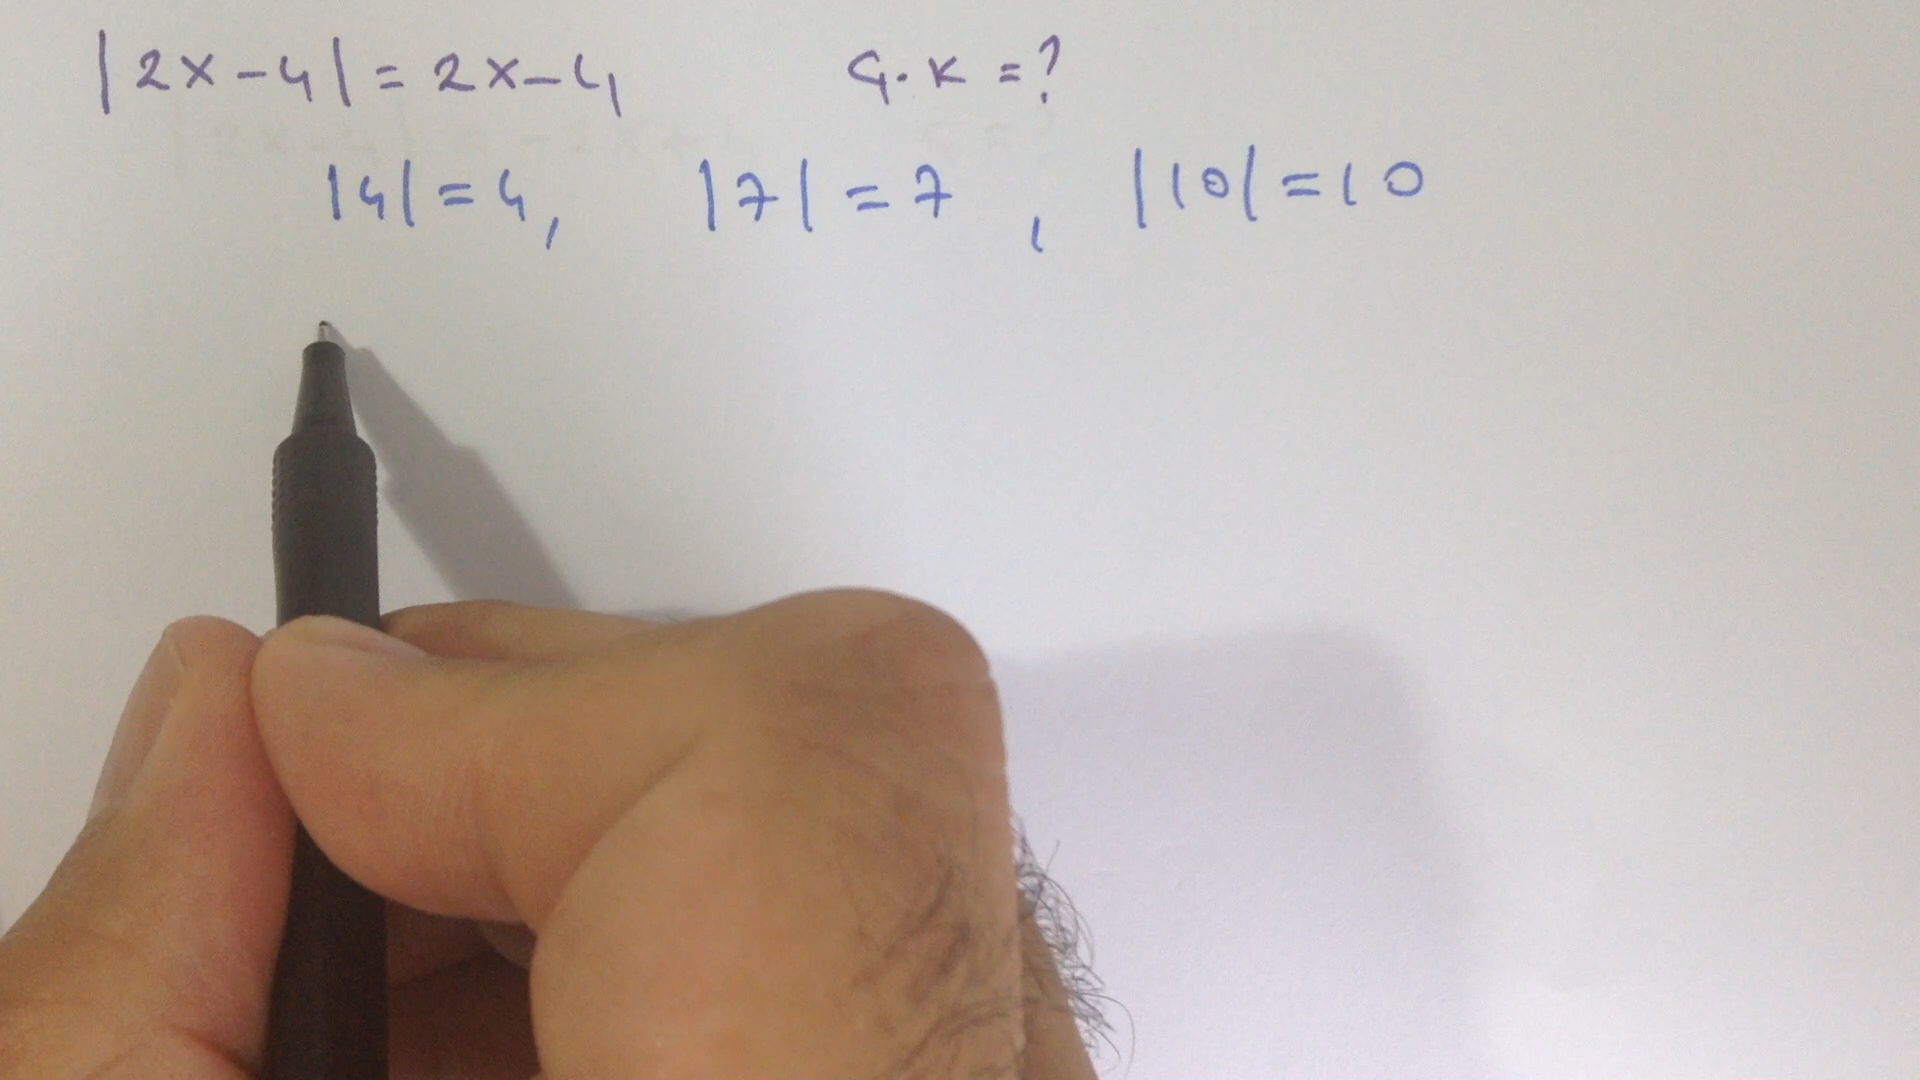 |2x-4| = 2x-4 Ç.K = ?
|4| = 4, |7| = 7, |10| = 10